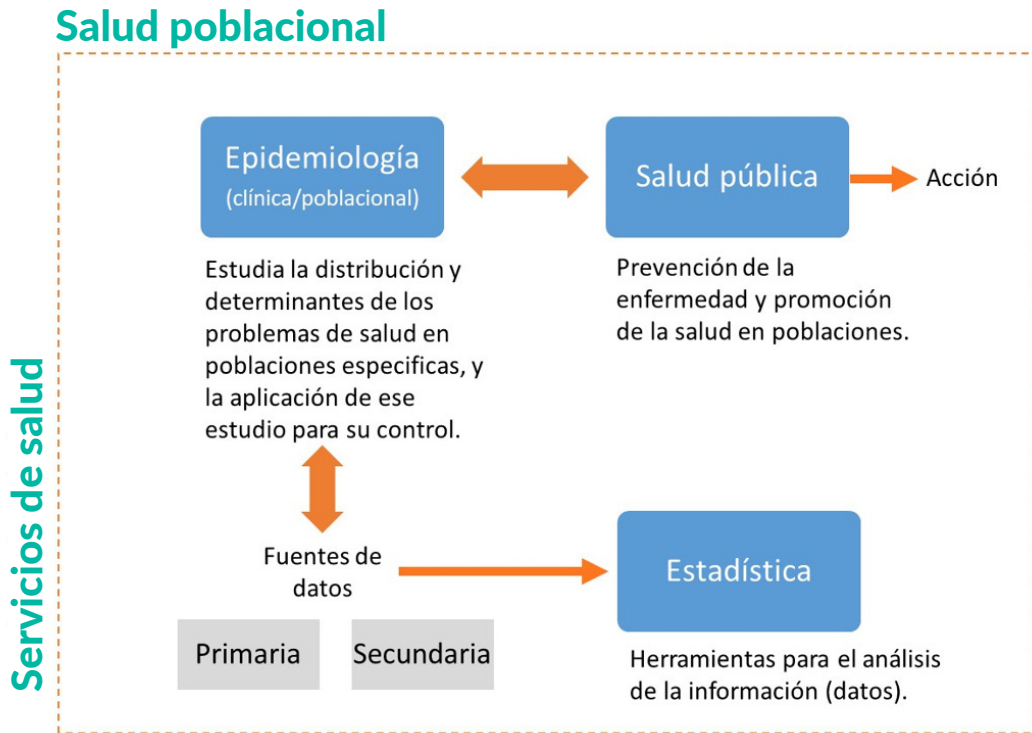 Salud poblacional
Servicios de salud
Epidemiología
(clínica/poblacional)
Salud pública
Acción
Estudia la distribución y
determinantes de los
problemas de salud en
poblaciones especificas, y
la aplicación de ese
estudio para su control.
Prevención de la
enfermedad y promoción
de la salud en poblaciones.
Fuentes de
datos
Primaria
Secundaria
Estadística
Herramientas para el análisis
de la información (datos).